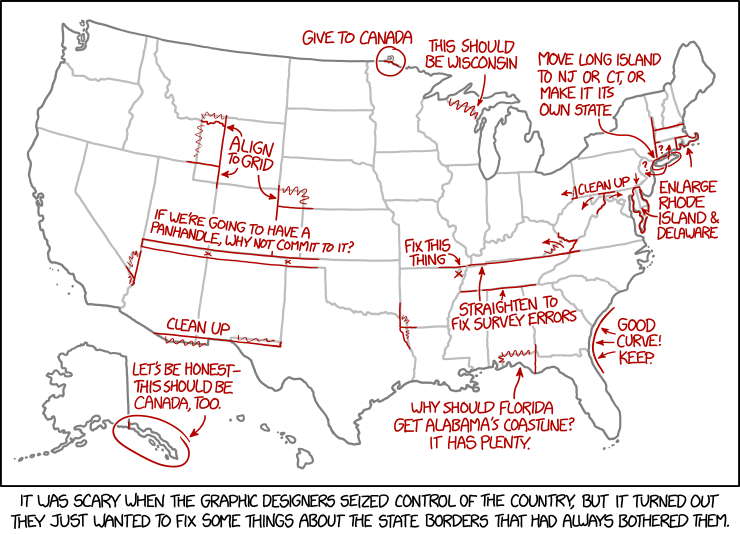 GIVE TO CANADA
THIS SHOULD
BE WISCONSIN
MOVE LONG ISLAND
TO NJ OR CT, OR
MAKE IT ITS
OWN STATE
ALIGN
TO GRID
?
?
CLEAN UP
ENLARGE
RHODE
ISLAND &
DELAWARE
IF WE'RE GOING TO HAVE A
PANHANDLE, WHY NOT COMMIT TO IT?
FIX THIS
THING
STRAIGHTEN TO
FIX SURVEY ERRORS
CLEAN UP
GOOD
CURVE!
KEEP.
LET'S BE HONEST—
THIS SHOULD BE
CANADA, TOO.
WHY SHOULD FLORIDA
GET ALABAMA'S COASTLINE?
IT HAS PLENTY.
IT WAS SCARY WHEN THE GRAPHIC DESIGNERS SEIZED CONTROL OF THE COUNTRY, BUT IT TURNED OUT
THEY JUST WANTED TO FIX SOME THINGS ABOUT THE STATE BORDERS THAT HAD ALWAYS BOTHERED THEM.